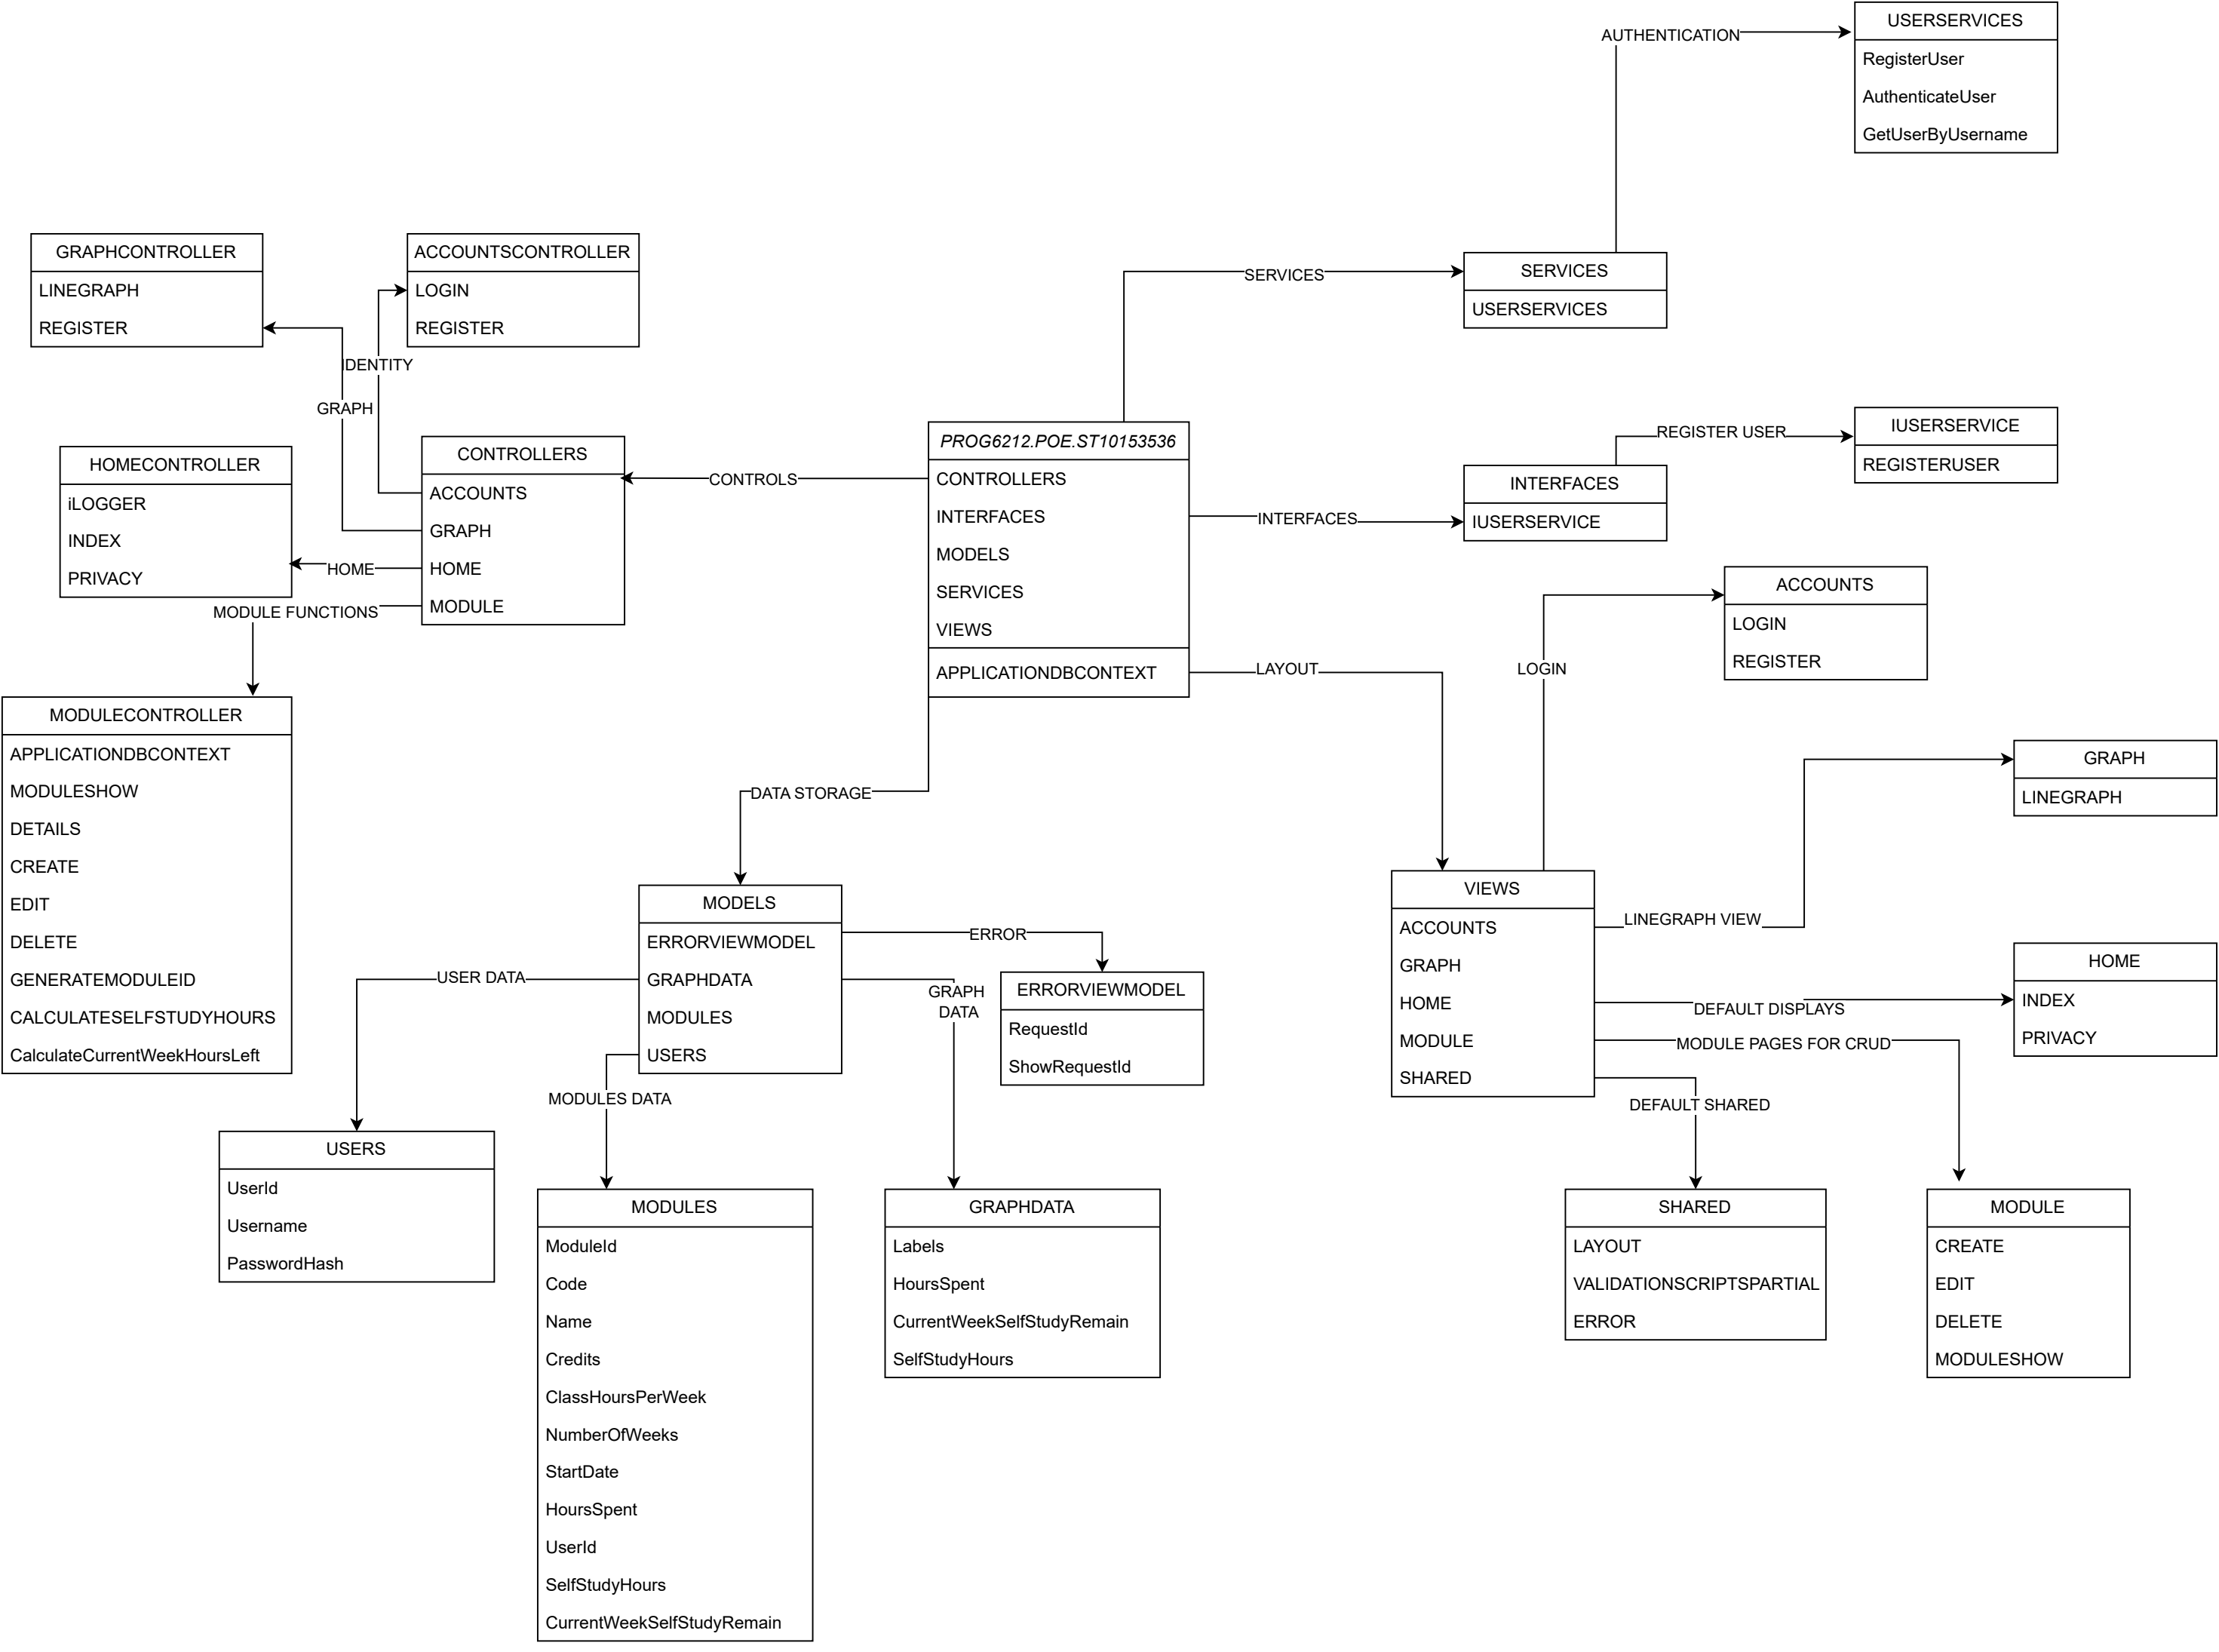 USERSERVICES
RegisterUser
AuthenticateUser
GetUserByUsername
AUTHENTICATION
SERVICES
USERSERVICES
SERVICES
GRAPHCONTROLLER
LINEGRAPH
REGISTER
ACCOUNTSCONTROLLER
LOGIN
REGISTER
IDENTITY
GRAPH
HOMECONTROLLER
iLOGGER
INDEX
PRIVACY
CONTROLLERS
ACCOUNTS
GRAPH
HOME
MODULE
HOME
MODULE FUNCTIONS
CONTROLS
PROG6212.POE.ST10153536
CONTROLLERS
INTERFACES
MODELS
SERVICES
VIEWS
APPLICATIONDBCONTEXT
INTERFACES
INTERFACES
IUSERSERVICE
REGISTER USER
IUSERSERVICE
REGISTERUSER
ACCOUNTS
LOGIN
REGISTER
LOGIN
LAYOUT
MODULECONTROLLER
APPLICATIONDBCONTEXT
MODULESHOW
DETAILS
CREATE
EDIT
DELETE
GENERATEMODULEID
CALCULATESELFSTUDYHOURS
CalculateCurrentWeekHoursLeft
DATA STORAGE
MODELS
ERRORVIEWMODEL
GRAPHDATA
MODULES
USERS
ERROR
GRAPH
DATA
USER DATA
MODULES DATA
ERRORVIEWMODEL
RequestId
ShowRequestId
VIEWS
ACCOUNTS
GRAPH
HOME
MODULE
SHARED
LINEGRAPH VIEW
DEFAULT DISPLAYS
MODULE PAGES FOR CRUD
DEFAULT SHARED
GRAPH
LINEGRAPH
HOME
INDEX
PRIVACY
USERS
UserId
Username
PasswordHash
MODULES
ModuleId
Code
Name
Credits
ClassHoursPerWeek
NumberOfWeeks
StartDate
HoursSpent
UserId
SelfStudyHours
CurrentWeekSelfStudyRemain
GRAPHDATA
Labels
HoursSpent
CurrentWeekSelfStudyRemain
SelfStudyHours
SHARED
LAYOUT
VALIDATIONSCRIPTSPARTIAL
ERROR
MODULE
CREATE
EDIT
DELETE
MODULESHOW